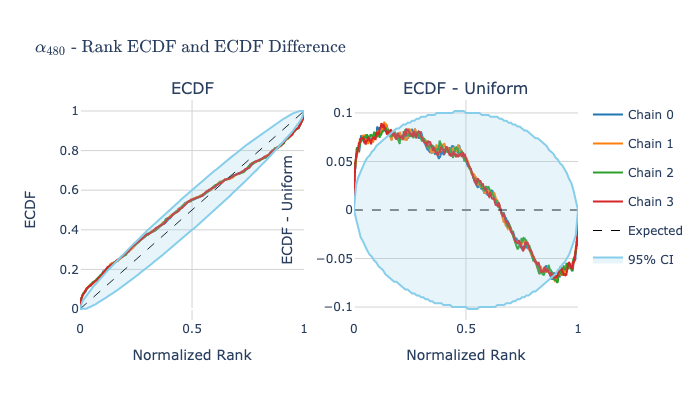 α₄₈₀ - Rank ECDF and ECDF Difference
ECDF
ECDF - Uniform
1
0.8
0.6
0.4
0.2
0
0
0.5
1
ECDF
Normalized Rank
0.1
0.05
0
−0.05
−0.1
0
0.5
1
ECDF - Uniform
Normalized Rank
Chain 0
Chain 1
Chain 2
Chain 3
Expected
95% CI